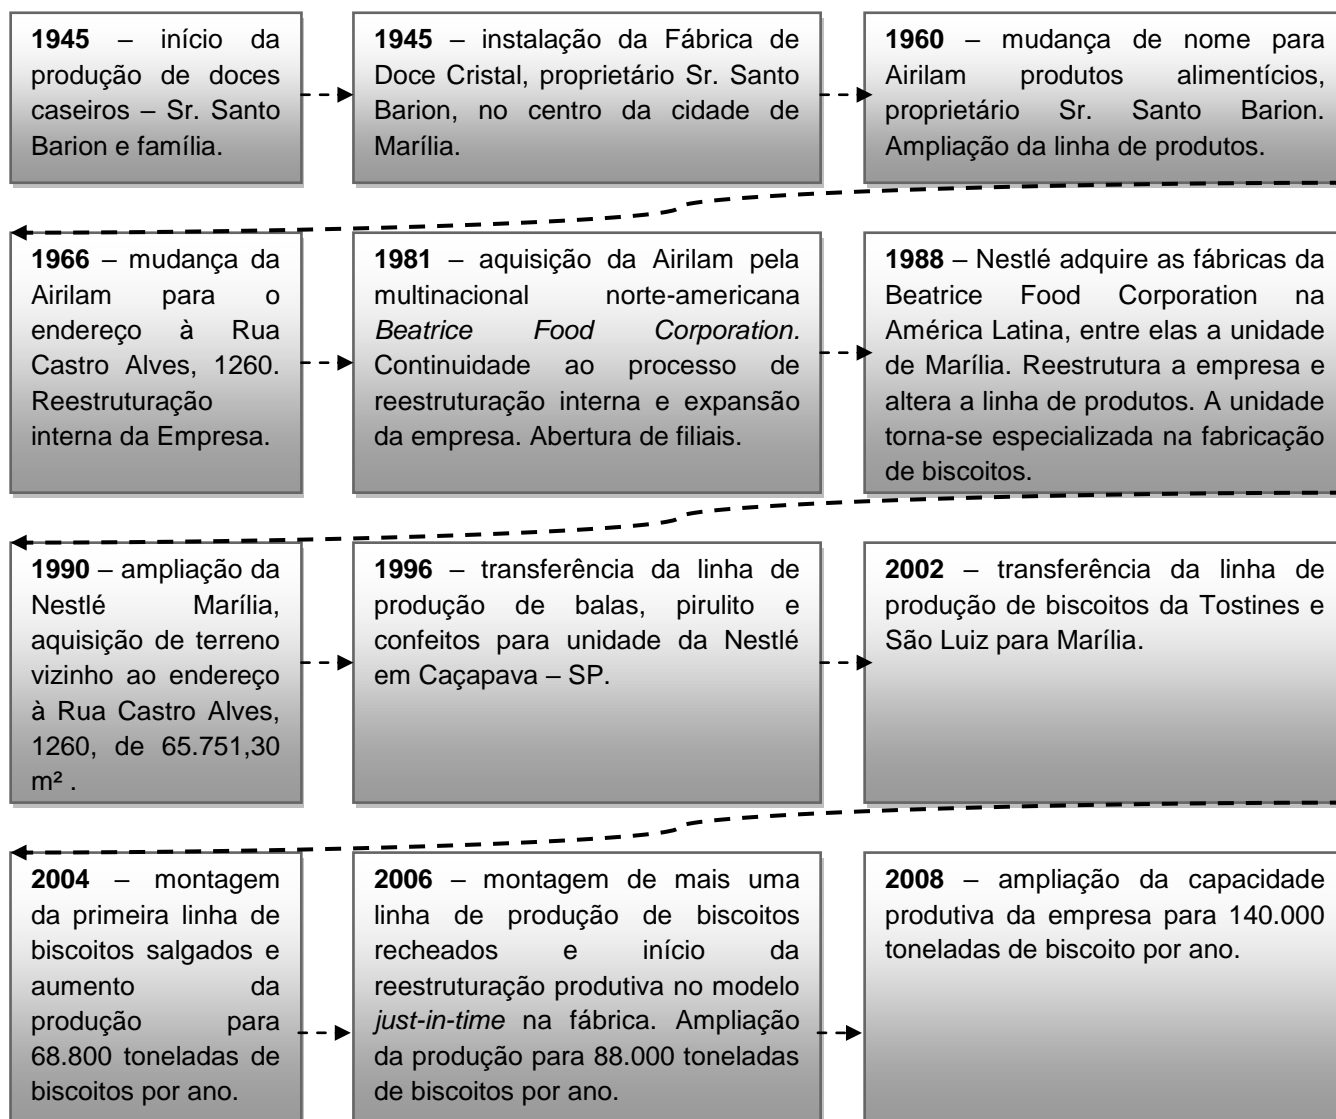 1945 – início da
produção de doces
caseiros – Sr. Santo
Barion e família.
1945 – instalação da Fábrica de
Doce Cristal, proprietário Sr. Santo
Barion, no centro da cidade de
Marília.
1960 – mudança de nome para
Airilam produtos alimentícios,
proprietário Sr. Santo Barion.
Ampliação da linha de produtos.
1966 – mudança da
Airilam para o
endereço à Rua
Castro Alves, 1260.
Reestruturação
interna da Empresa.
1981 – aquisição da Airilam pela
multinacional norte-americana
Beatrice Food Corporation.
Continuidade ao processo de
reestruturação interna e expansão
da empresa. Abertura de filiais.
1988 – Nestlé adquire as fábricas da
Beatrice Food Corporation na
América Latina, entre elas a unidade
de Marília. Reestrutura a empresa e
altera a linha de produtos. A unidade
torna-se especializada na fabricação
de biscoitos.
1990 – ampliação da
Nestlé Marília,
aquisição de terreno
vizinho ao endereço
à Rua Castro Alves,
1260, de 65.751,30
m² .
1996 – transferência da linha de
produção de balas, pirulito e
confeitos para unidade da Nestlé
em Caçapava – SP.
2002 – transferência da linha de
produção de biscoitos da Tostines e
São Luiz para Marília.
2004 – montagem
da primeira linha de
biscoitos salgados e
aumento da
produção para
68.800 toneladas de
biscoitos por ano.
2006 – montagem de mais uma
linha de produção de biscoitos
recheados e início da
reestruturação produtiva no modelo
just-in-time na fábrica. Ampliação
da produção para 88.000 toneladas
de biscoitos por ano.
2008 – ampliação da capacidade
produtiva da empresa para 140.000
toneladas de biscoito por ano.